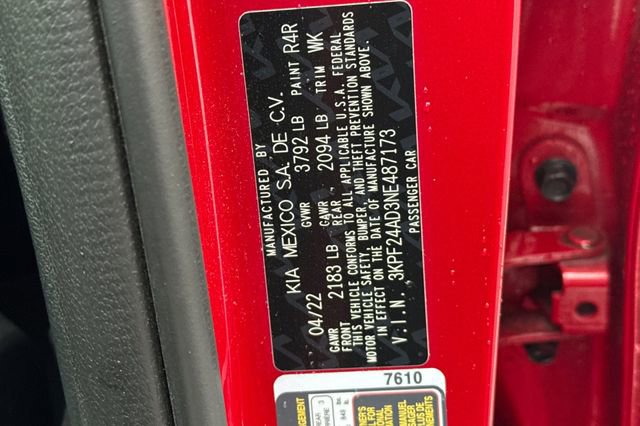 MANUFACTURED BY
KIA MEXICO S.A. DE C.V.
04/22 GVWR 3792 LB PAINT R4R
GAWR FRONT 2183 LB GAWR REAR 2094 LB TRIM WK
THIS VEHICLE CONFORMS TO ALL APPLICABLE U.S.A. FEDERAL
MOTOR VEHICLE SAFETY, BUMPER, AND THEFT PREVENTION STANDARDS
IN EFFECT ON THE DATE OF MANUFACTURE SHOWN ABOVE.
V.I.N. 3KPF24AD3NE487173
PASSENGER CAR
7610